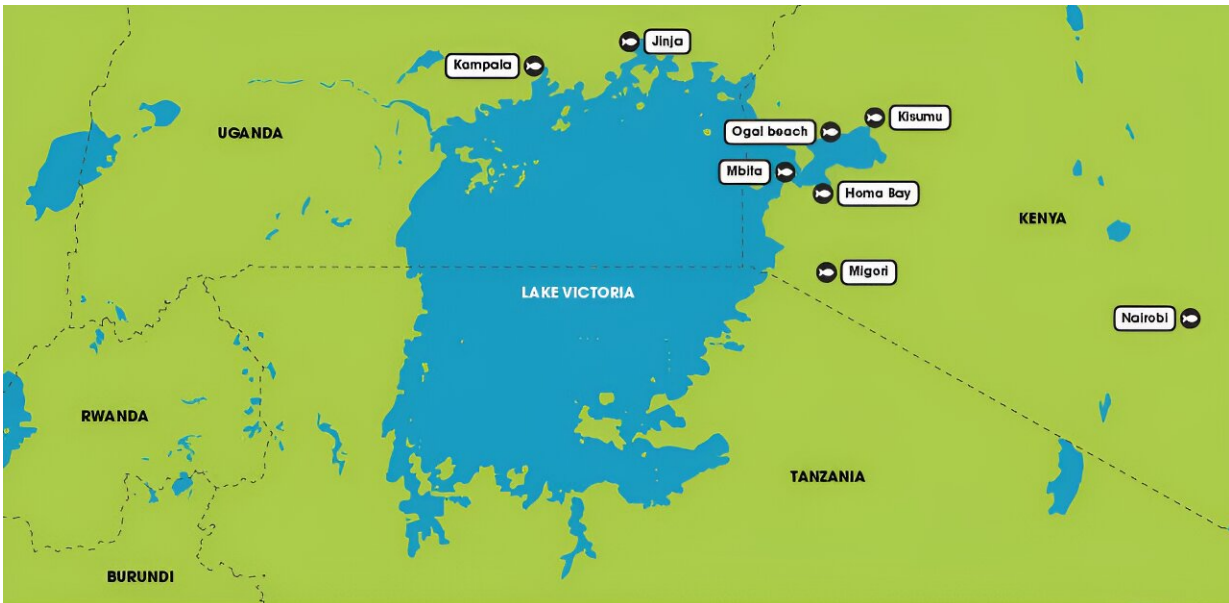 Jinja
Kampala
UGANDA
Kisumu
Ogal beach
Mbita
Homa Bay
KENYA
Migori
LAKE VICTORIA
Nairobi
RWANDA
TANZANIA
BURUNDI